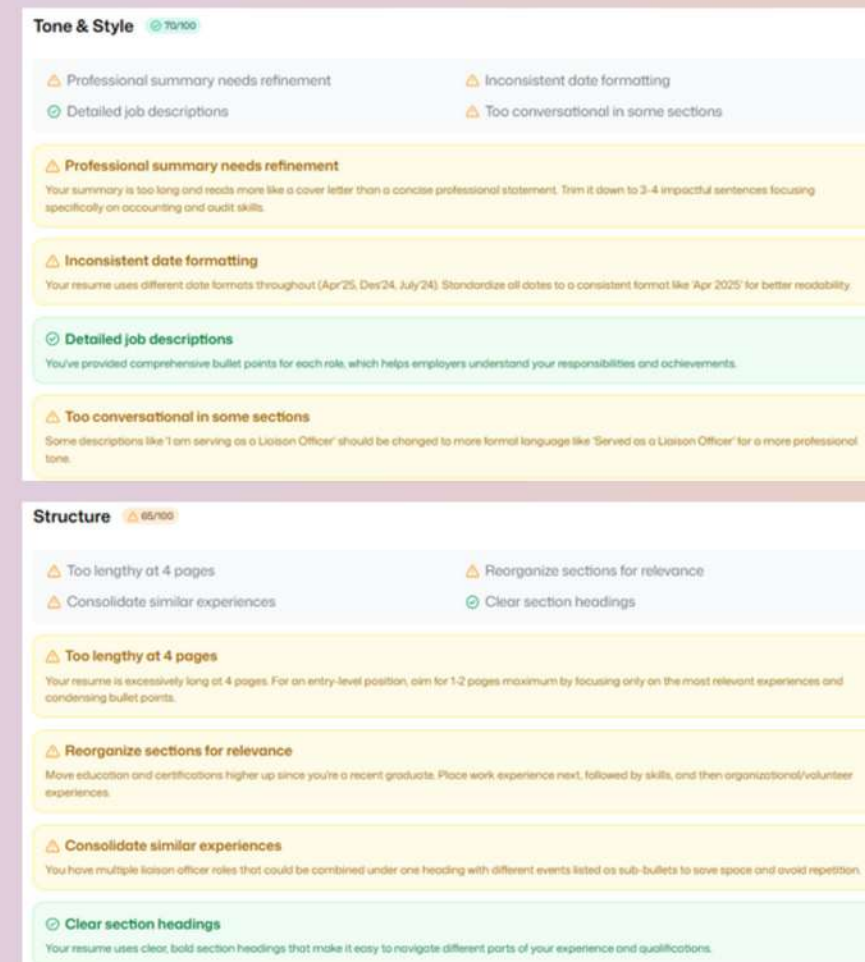 Tone & Style 70/100
Professional summary needs refinement
Inconsistent date formatting
Detailed job descriptions
Too conversational in some sections
Professional summary needs refinement
Your summary is too long and reads more like a cover letter than a concise professional statement. Trim it down to 3-4 impactful sentences focusing
specifically on accounting and audit skills.
Inconsistent date formatting
Your resume uses different date formats throughout (Apr'25, Des'24, July'24). Standardize all dates to a consistent format like 'Apr 2025' for better readability.
Detailed job descriptions
You've provided comprehensive bullet points for each role, which helps employers understand your responsibilities and achievements.
Too conversational in some sections
Some descriptions like 'I am serving as a Liaison Officer' should be changed to more formal language like 'Served as a Liaison Officer' for a more professional
tone.
Structure 65/100
Too lengthy at 4 pages
Reorganize sections for relevance
Consolidate similar experiences
Clear section headings
Too lengthy at 4 pages
Your resume is excessively long at 4 pages. For an entry-level position, aim for 1-2 pages maximum by focusing only on the most relevant experiences and
condensing bullet points.
Reorganize sections for relevance
Move education and certifications higher up since you're a recent graduate. Place work experience next, followed by skills, and then organizational/volunteer
experiences.
Consolidate similar experiences
You have multiple liaison officer roles that could be combined under one heading with different events listed as sub-bullets to save space and avoid repetition.
Clear section headings
Your resume uses clear, bold section headings that make it easy to navigate different parts of your experience and qualifications.